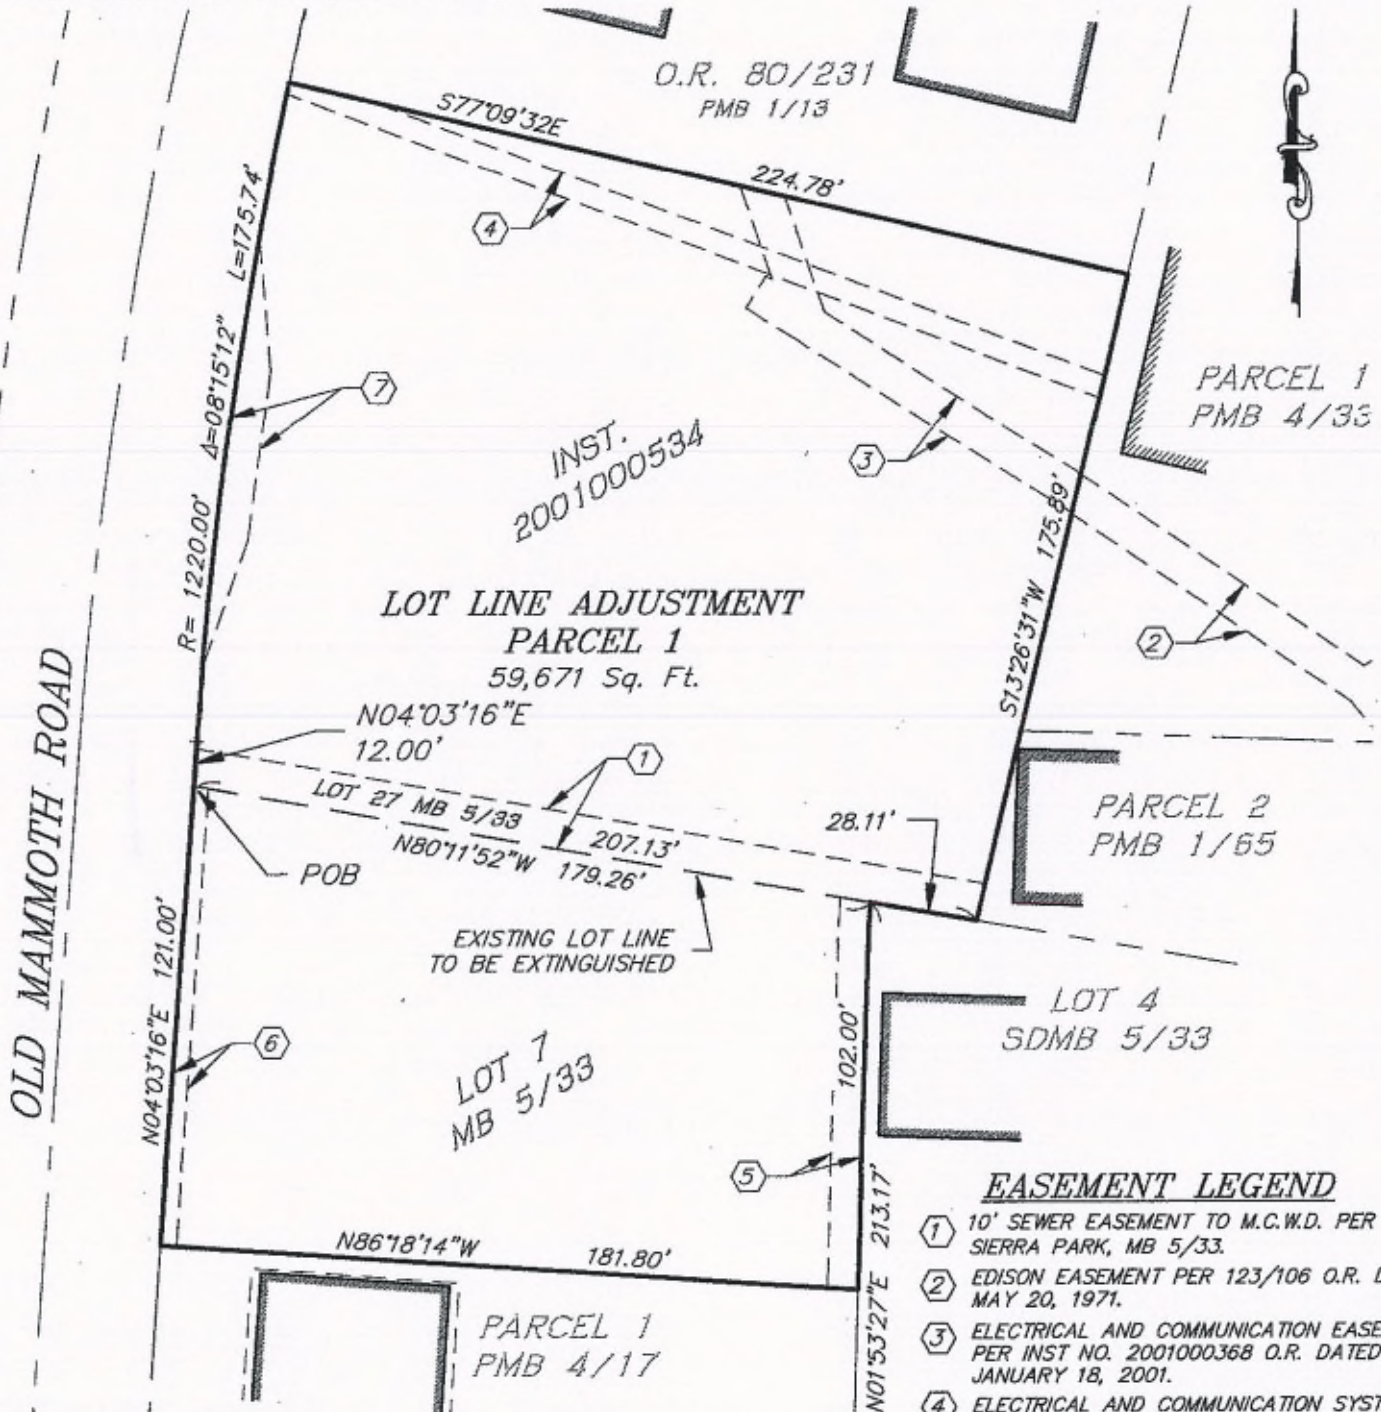 O.R. 80/231
PMB 1/13
S77°09'32E
224.78'
L=175.74'
Δ=08°15'12"
R= 1220.00'
4
7
3
2
1
6
5
INST.
2001000534
PARCEL 1
PMB 4/33
S13°26'31"W 175.89'
LOT LINE ADJUSTMENT
PARCEL 1
59,671 Sq. Ft.
N04°03'16"E
12.00'
LOT 27 MB 5/33
207.13'
N80°11'52"W 179.26'
28.11'
PARCEL 2
PMB 1/65
POB
OLD MAMMOTH ROAD
EXISTING LOT LINE
TO BE EXTINGUISHED
N04°03'16"E 121.00'
102.00'
LOT 4
SDMB 5/33
LOT 7
MB 5/33
N86°18'14"W 181.80'
N01°53'27"E 213.17'
PARCEL 1
PMB 4/17
EASEMENT LEGEND
1 10' SEWER EASEMENT TO M.C.W.D. PER
SIERRA PARK, MB 5/33.
2 EDISON EASEMENT PER 123/106 O.R.
MAY 20, 1971.
3 ELECTRICAL AND COMMUNICATION EASE
PER INST NO. 2001000368 O.R. DATED
JANUARY 18, 2001.
4 ELECTRICAL AND COMMUNICATION SYST